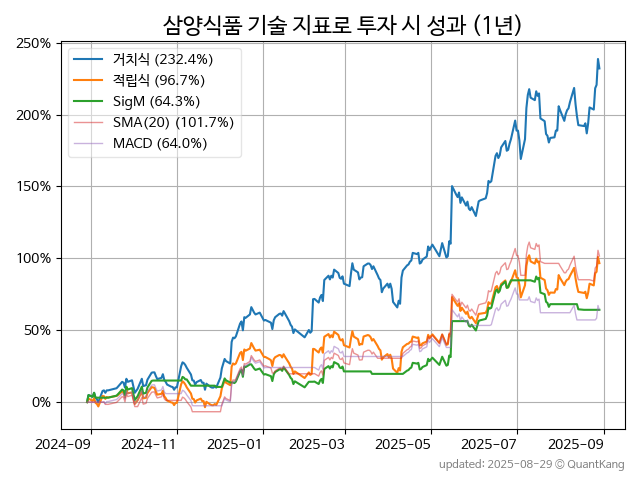 삼양식품 기술 지표로 투자 시 성과 (1년)
250%
200%
150%
100%
50%
0%
거치식 (232.4%)
적립식 (96.7%)
SigM (64.3%)
SMA(20) (101.7%)
MACD (64.0%)
2024-09 2024-11 2025-01 2025-03 2025-05 2025-07 2025-09
updated: 2025-08-29 © QuantKang